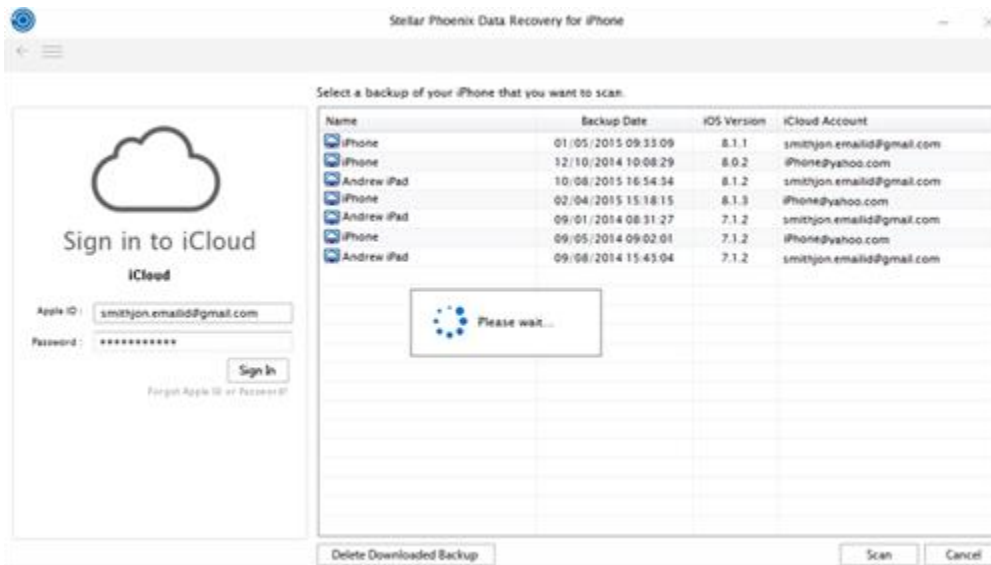 Stellar Phoenix Data Recovery for iPhone
Select a backup of your iPhone that you want to scan.
Name Backup Date iOS Version iCloud Account
iPhone 01/05/2015 09:33:09 8.1.1 smithjon.emailid@gmail.com
iPhone 12/10/2014 10:08:29 8.0.2 iPhone@yahoo.com
Andrew iPad 10/08/2015 16:54:34 8.1.2 smithjon.emailid@gmail.com
iPhone 02/04/2015 15:18:15 8.1.3 iPhone@yahoo.com
Andrew iPad 09/01/2014 08:31:27 7.1.2 smithjon.emailid@gmail.com
iPhone 09/05/2014 09:02:01 7.1.2 iPhone@yahoo.com
Andrew iPad 09/08/2014 15:43:04 7.1.2 smithjon.emailid@gmail.com
Sign in to iCloud
iCloud
Apple ID : smithjon.emailid@gmail.com
Password : ***********
Sign In
Forgot Apple ID or Password?
Please wait...
Delete Downloaded Backup
Scan
Cancel